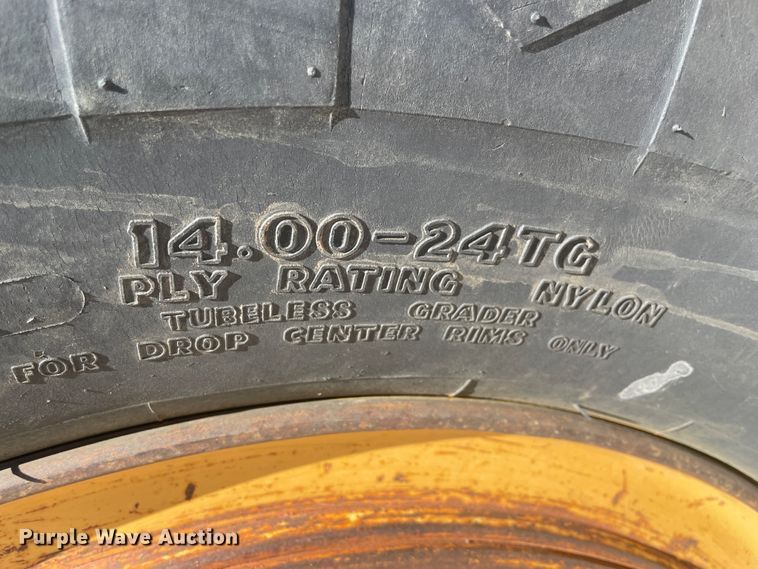 14.00-24TG
PLY RATING NYLON
TUBELESS GRADER
FOR DROP CENTER RIMS ONLY
Purple Wave Auction